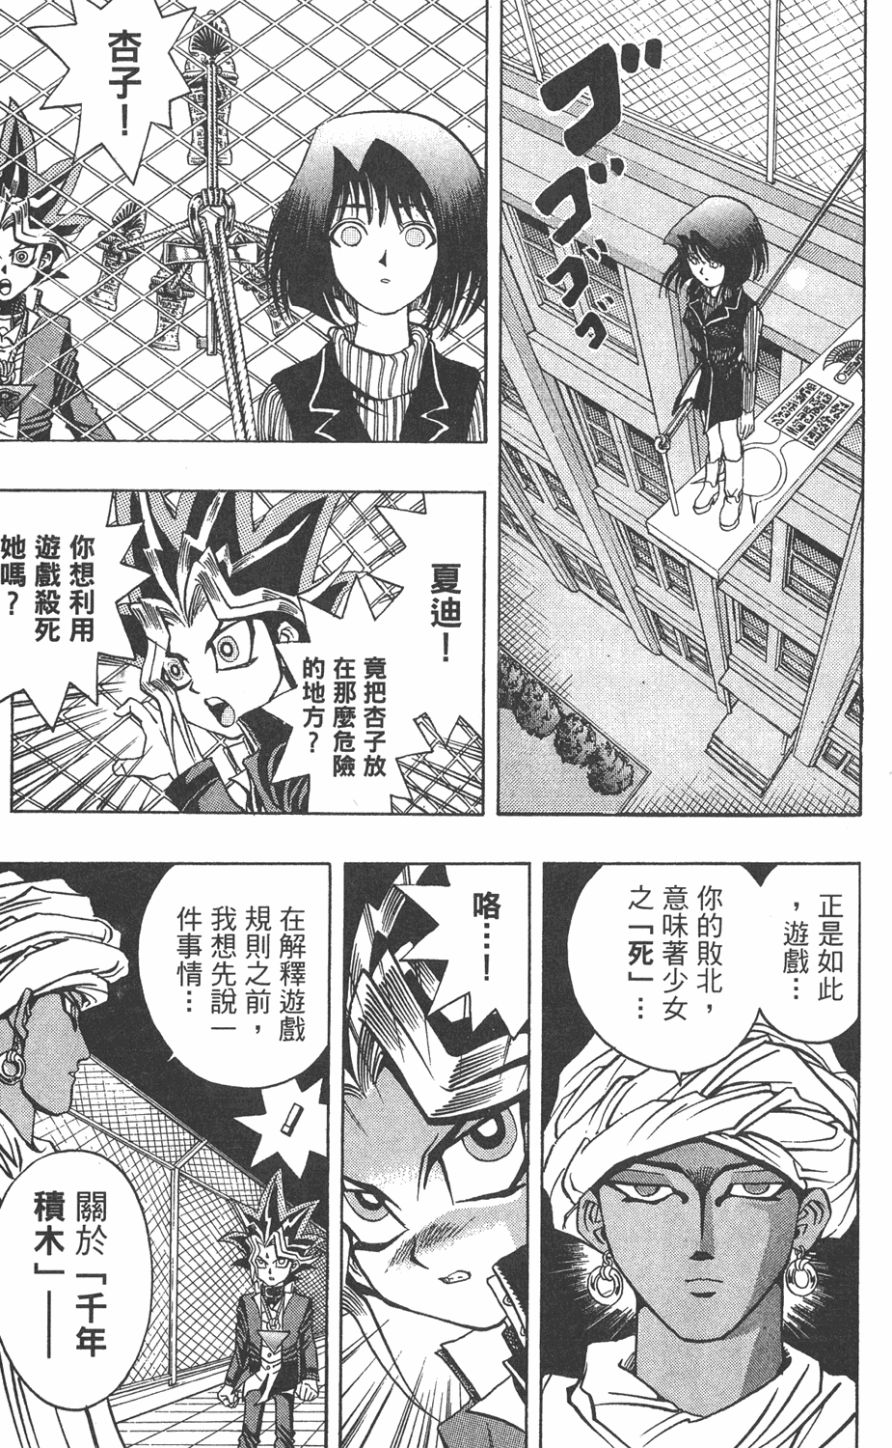 ゴゴゴゴ
杏子！
夏迪！
竟把杏子放
在那麼危險
的地方？
你想利用
遊戲殺死
她嗎？
正是如此
，遊戲…
你的敗北，
意味著少女
之「死」…
咯…！
在解釋遊戲
規則之前，
我想先說一
件事情…
！
關於「千年
積木」——